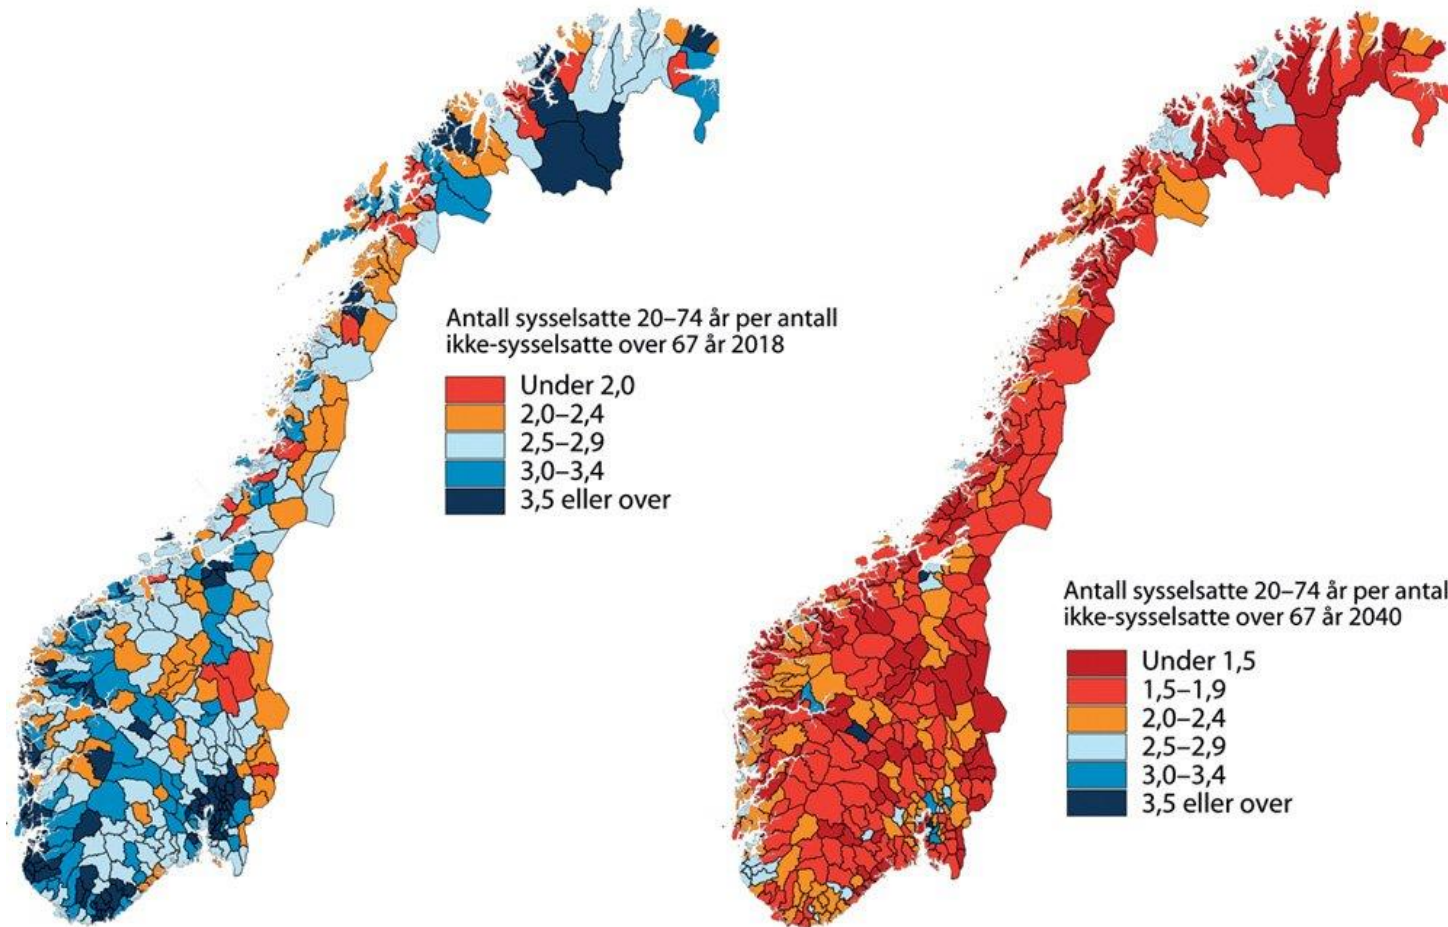 Antall sysselsatte 20–74 år per antall
ikke-sysselsatte over 67 år 2018
Under 2,0
2,0–2,4
2,5–2,9
3,0–3,4
3,5 eller over
Antall sysselsatte 20–74 år per antal
ikke-sysselsatte over 67 år 2040
Under 1,5
1,5–1,9
2,0–2,4
2,5–2,9
3,0–3,4
3,5 eller over